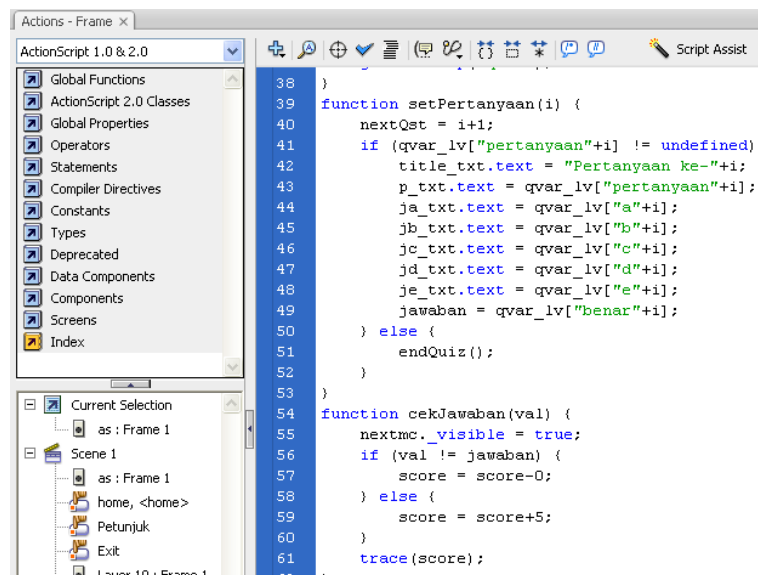 Actions - Frame ×
ActionScript 1.0 & 2.0
Script Assist
Global Functions
ActionScript 2.0 Classes
Global Properties
Operators
Statements
Compiler Directives
Constants
Types
Deprecated
Data Components
Components
Screens
Index
Current Selection
as : Frame 1
Scene 1
as : Frame 1
home, <home>
Petunjuk
Exit
Layer 10 : Frame 1
38 }
39 function setPertanyaan(i) {
40 nextQst = i+1;
41 if (qvar_lv["pertanyaan"+i] != undefined)
42 title_txt.text = "Pertanyaan ke-"+i;
43 p_txt.text = qvar_lv["pertanyaan"+i];
44 ja_txt.text = qvar_lv["a"+i];
45 jb_txt.text = qvar_lv["b"+i];
46 jc_txt.text = qvar_lv["c"+i];
47 jd_txt.text = qvar_lv["d"+i];
48 je_txt.text = qvar_lv["e"+i];
49 jawaban = qvar_lv["benar"+i];
50 } else {
51 endQuiz();
52 }
53 }
54 function cekJawaban(val) {
55 nextmc._visible = true;
56 if (val != jawaban) {
57 score = score-0;
58 } else {
59 score = score+5;
60 }
61 trace(score);